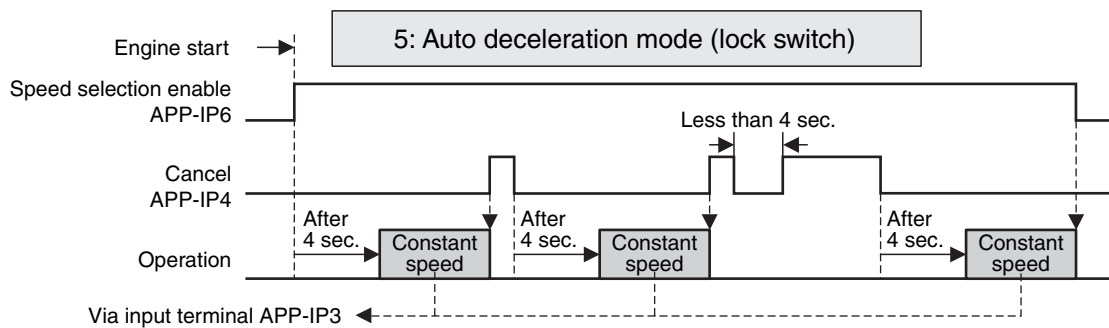 5: Auto deceleration mode (lock switch)
Engine start
Speed selection enable
APP-IP6
Less than 4 sec.
Cancel
APP-IP4
After
4 sec.
Constant
speed
After
4 sec.
Constant
speed
After
4 sec.
Constant
speed
Operation
Via input terminal APP-IP3